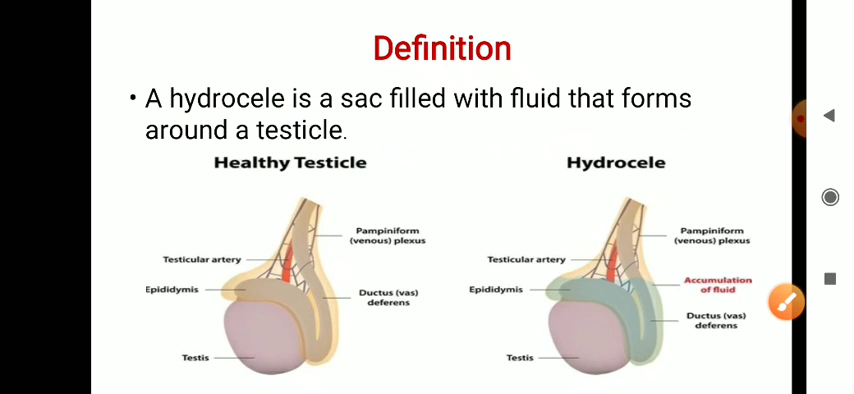 Definition
• A hydrocele is a sac filled with fluid that forms
around a testicle.
Healthy Testicle
Pampiniform
(venous) plexus
Testicular artery
Epididymis
Ductus (vas)
deferens
Testis
Hydrocele
Pampiniform
(venous) plexus
Testicular artery
Accumulation
of fluid
Epididymis
Ductus (vas)
deferens
Testis